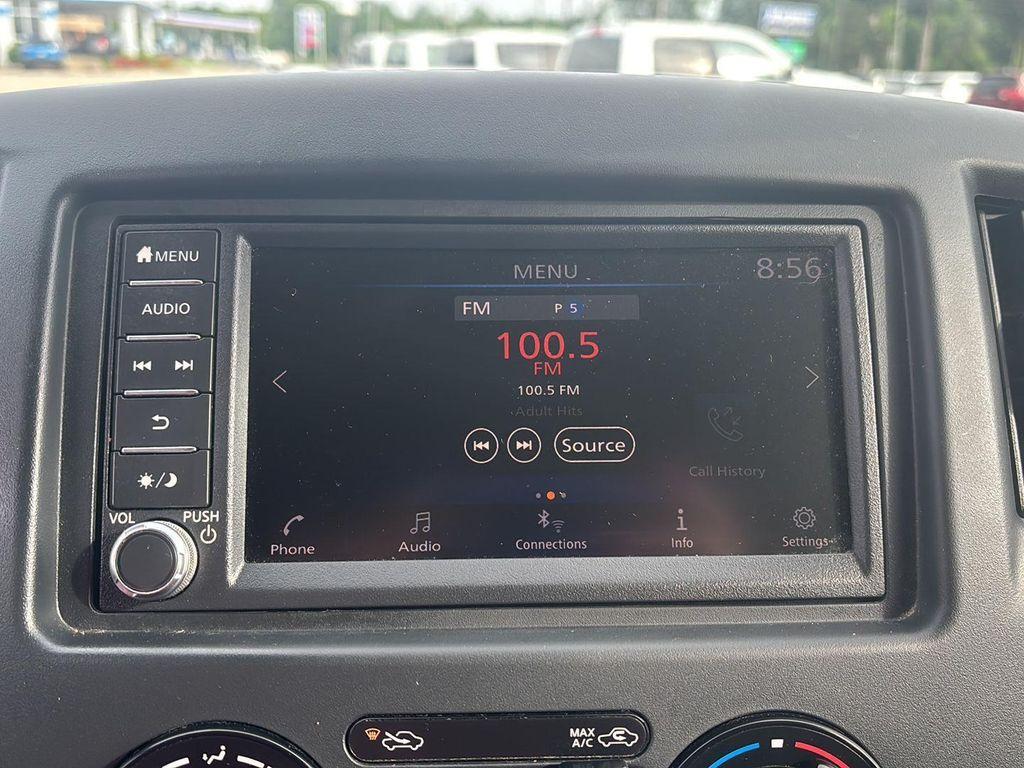 MENU
AUDIO
VOL
PUSH
MENU
8:56
FM P 5
100.5
FM
100.5 FM
Adult Hits
Source
Call History
Phone
Audio
Connections
Info
Settings
MAX
A/C